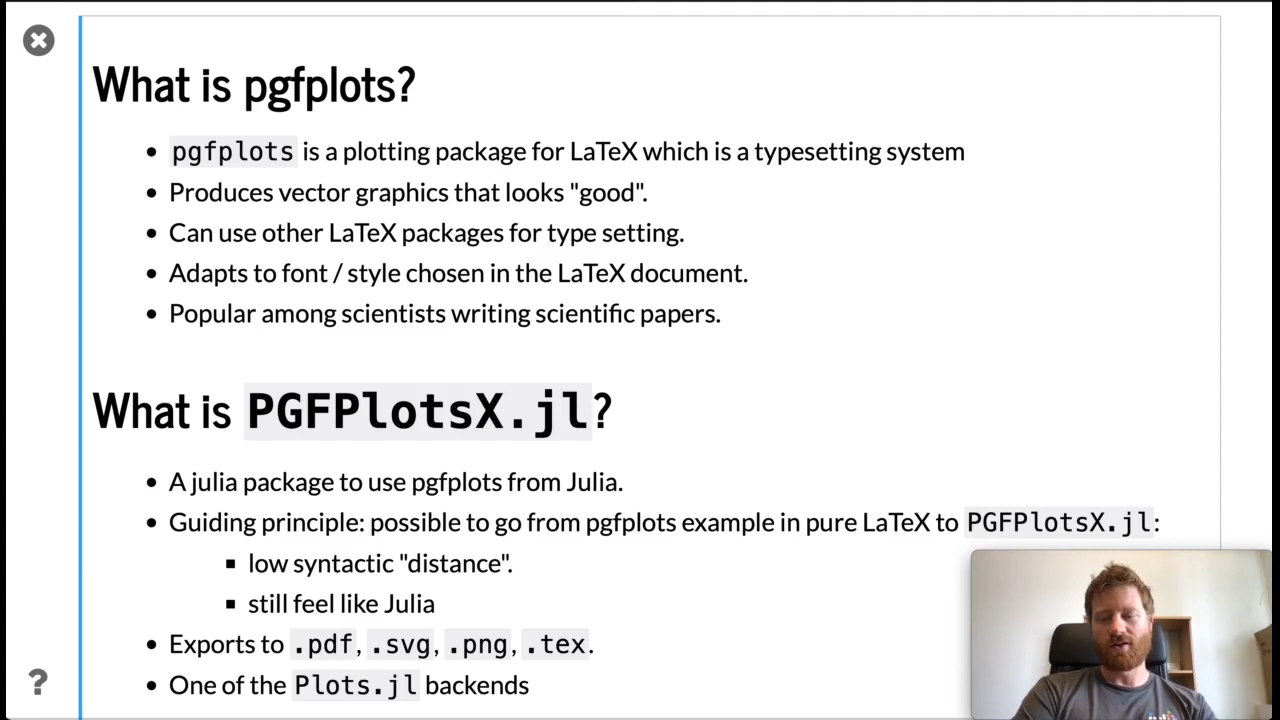 What is pgfplots?
pgfplots is a plotting package for LaTeX which is a typesetting system
Produces vector graphics that looks "good".
Can use other LaTeX packages for type setting.
Adapts to font / style chosen in the LaTeX document.
Popular among scientists writing scientific papers.
What is PGFPlotsX.jl?
A julia package to use pgfplots from Julia.
Guiding principle: possible to go from pgfplots example in pure LaTeX to PGFPlotsX.jl:
low syntactic "distance".
still feel like Julia
Exports to .pdf, .svg, .png, .tex.
One of the Plots.jl backends
?